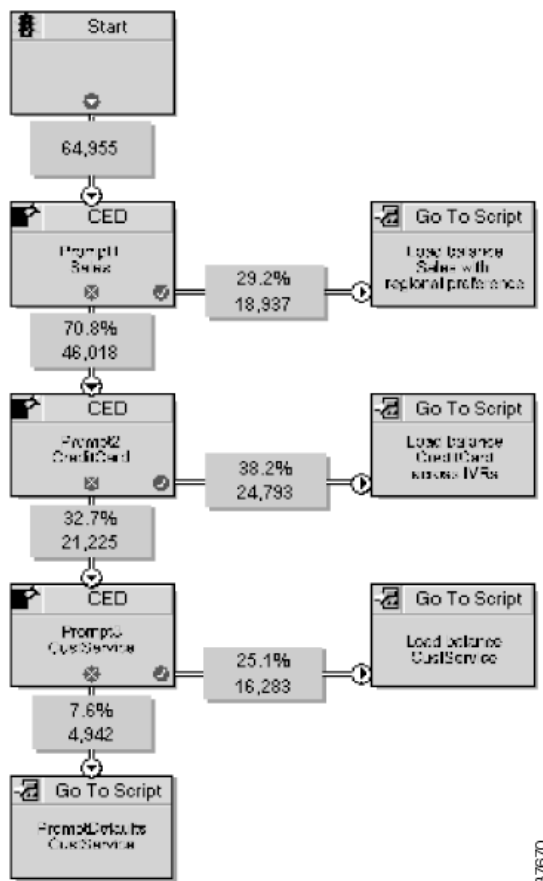 Start
64,955
CED
Prompt1
Sales
29.2%
18,937
Go To Script
Load balance
Sales with
regional preference
70.8%
46,018
CED
Prompt2
CreditCard
38.2%
24,793
Go To Script
Load balance
CreditCard
across IVRs
32.7%
21,225
CED
Prompt3
CustService
25.1%
16,283
Go To Script
Load balance
CustService
7.6%
4,942
Go To Script
PromptDefaults
CustService